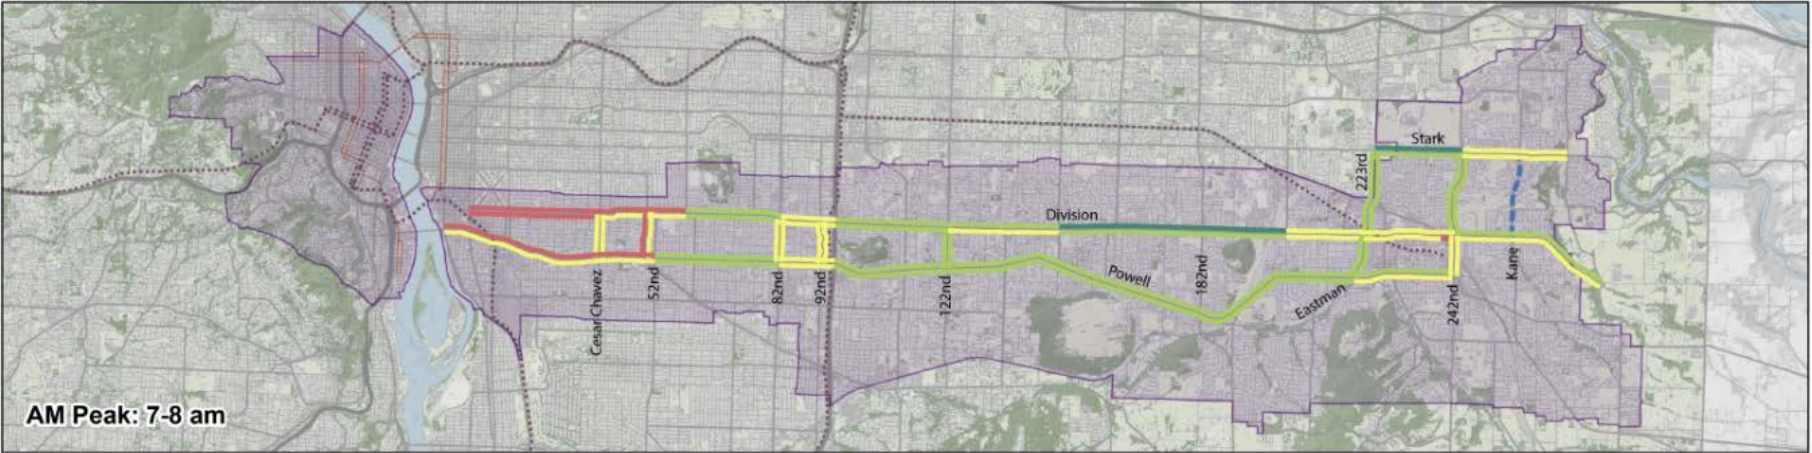 Stark
223rd
Division
Powell
182nd
Kane
Cesar Chavez
52nd
82nd
92nd
122nd
Eastman
242nd
AM Peak: 7-8 am